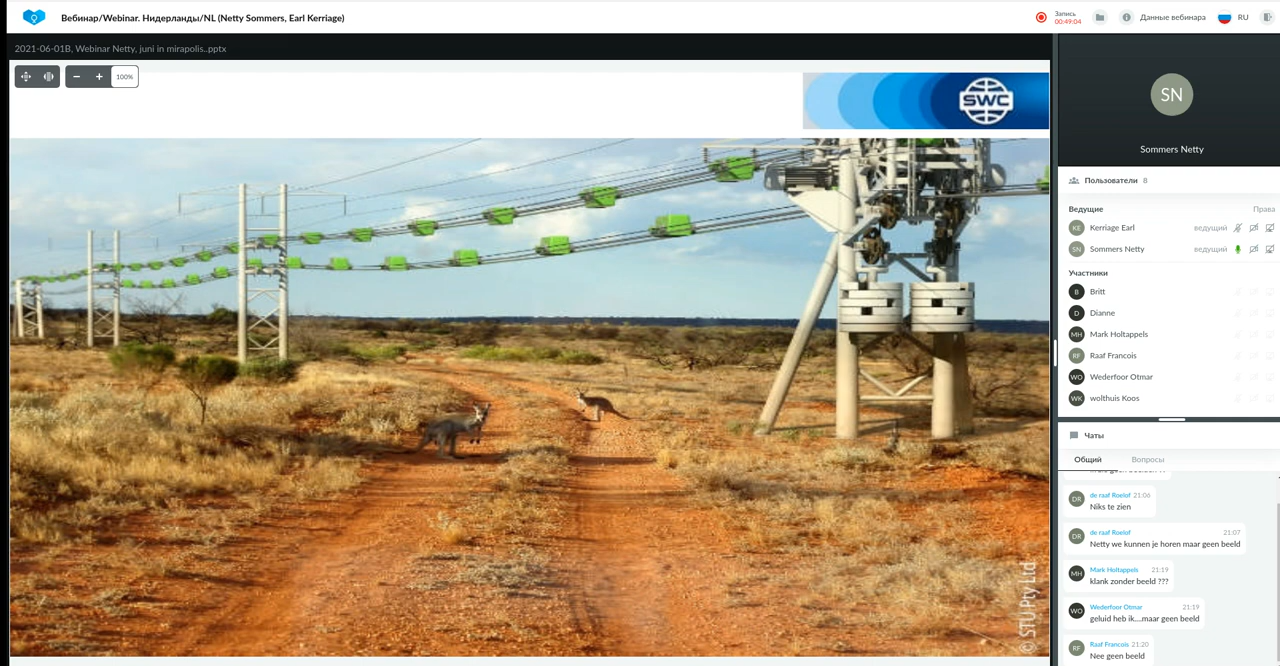 Вебинар/Webinar. Нидерланды/NL (Netty Sommers, Earl Kerriage)
Запись
00:49:04
Данные вебинара
RU
2021-06-01B, Webinar Netty, juni in mirapolis..pptx
100%
SWC
© STU Pty Ltd.
SN
Sommers Netty
Пользователи 8
Ведущие Права
KE Kerriage Earl ведущий
SN Sommers Netty ведущий
Участники
B Britt
D Dianne
MH Mark Holtappels
RF Raaf Francois
WO Wederfoor Otmar
WK wolthuis Koos
Чаты
Общий Вопросы
DR de raaf Roelof 21:06
Niks te zien
DR de raaf Roelof 21:07
Netty we kunnen je horen maar geen beeld
MH Mark Holtappels 21:19
klank zonder beeld ???
WO Wederfoor Otmar 21:19
geluid heb ik....maar geen beeld
RF Raaf Francois 21:20
Nee geen beeld